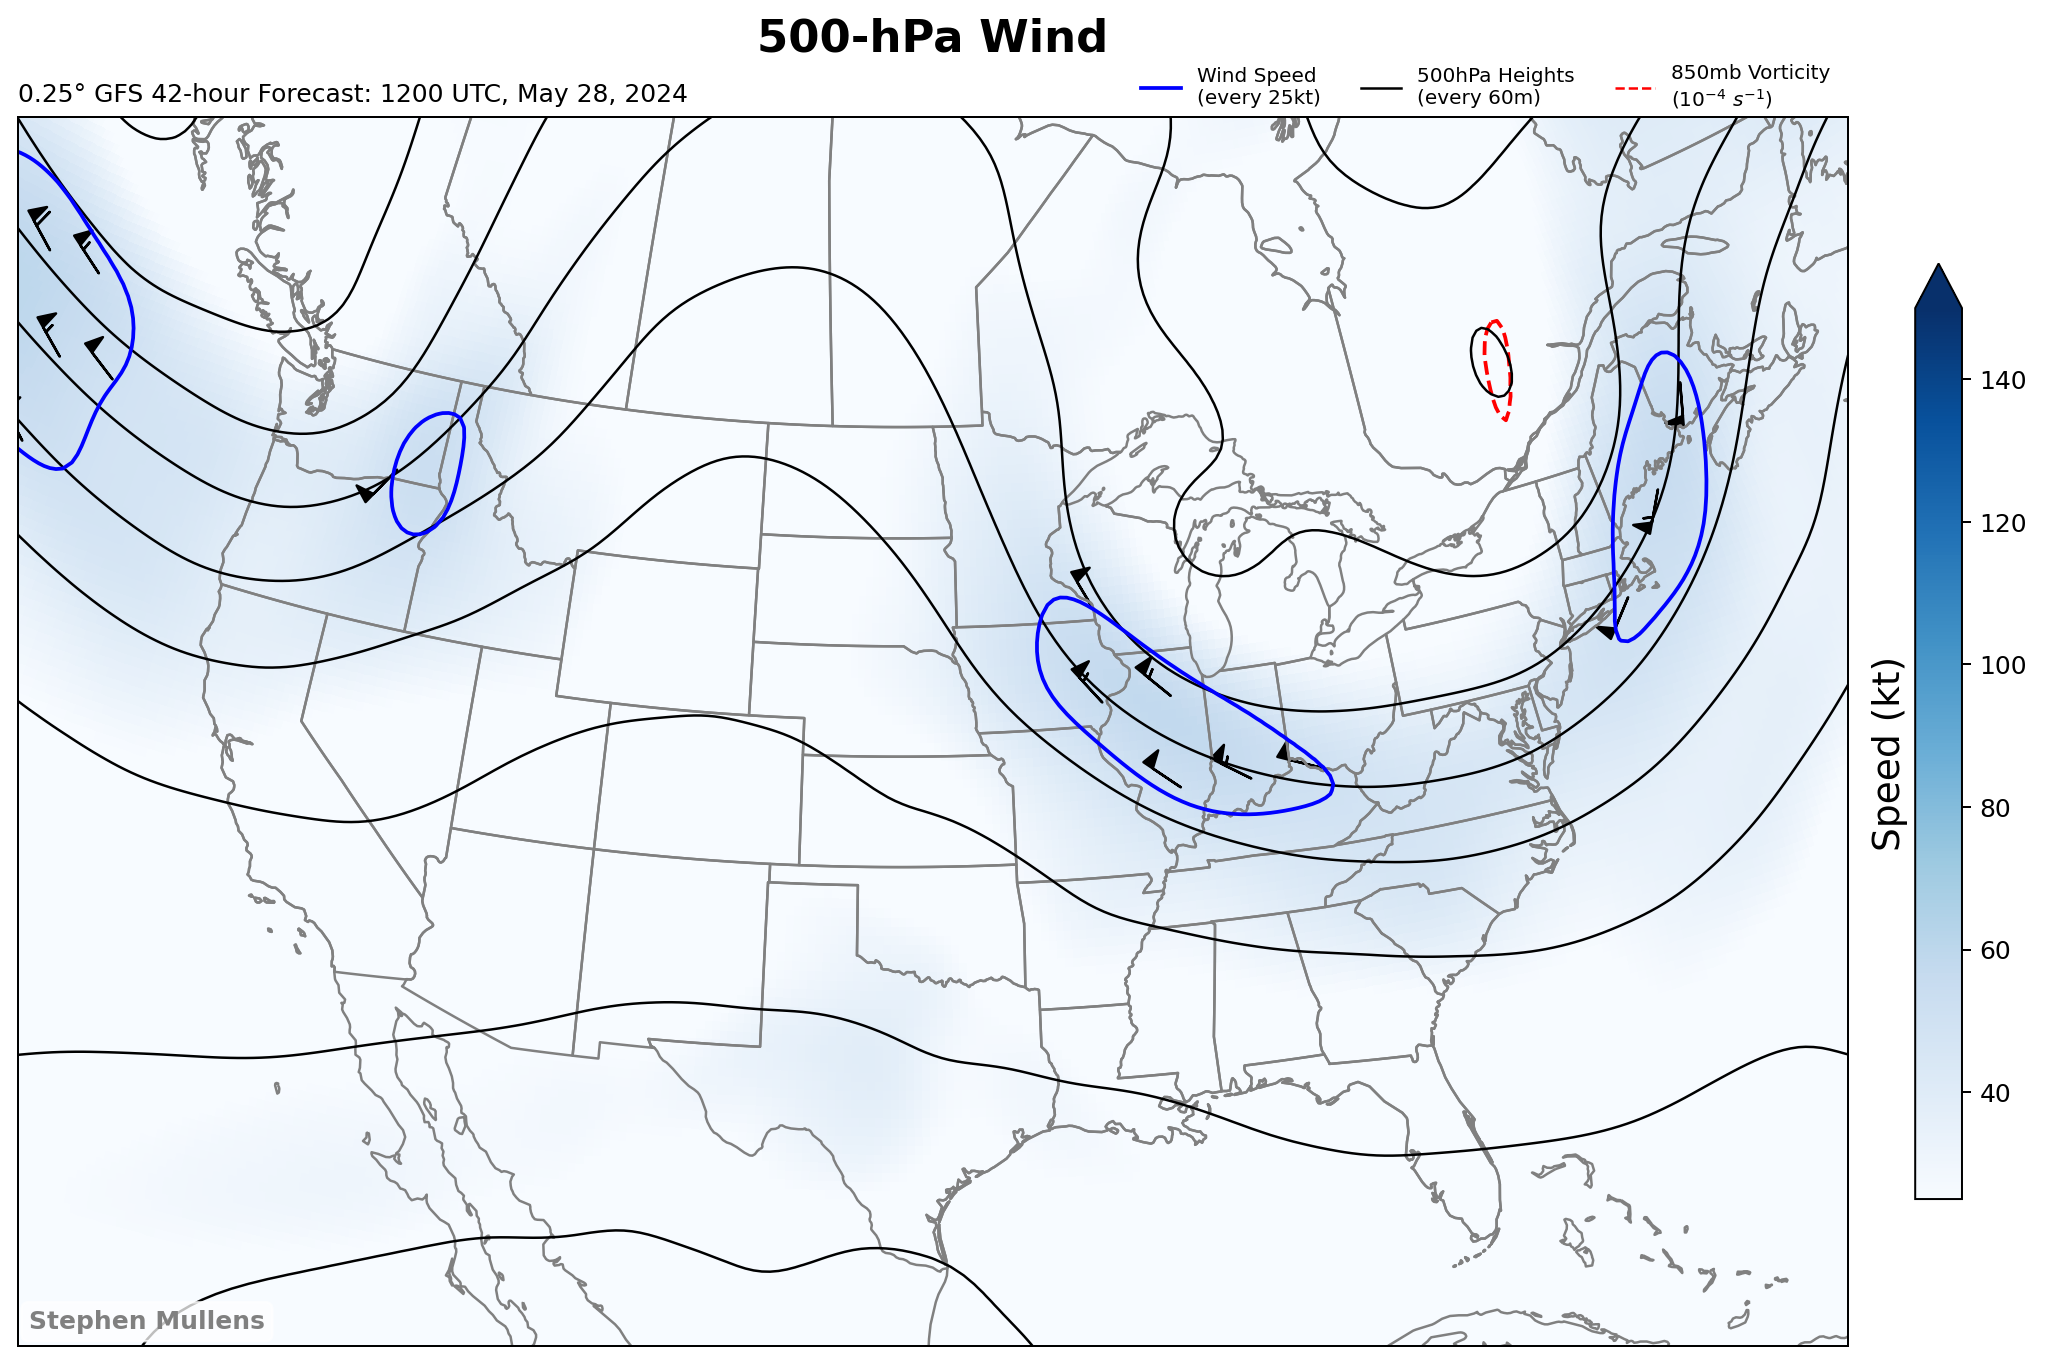 500-hPa Wind
0.25° GFS 42-hour Forecast: 1200 UTC, May 28, 2024
Wind Speed
(every 25kt)
500hPa Heights
(every 60m)
850mb Vorticity
(10⁻⁴ s⁻¹)
140
120
100
80
60
40
Speed (kt)
Stephen Mullens